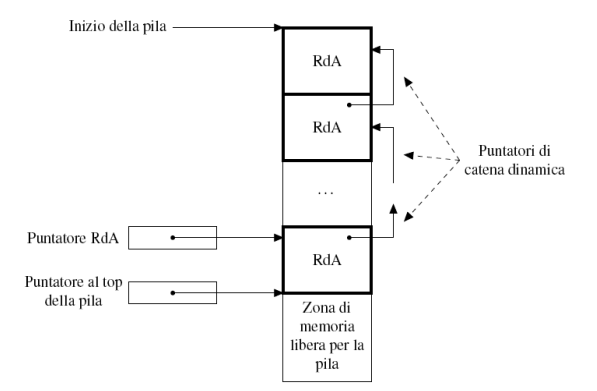 Inizio della pila
RdA
RdA
Puntatori di
catena dinamica
...
Puntatore RdA
RdA
Puntatore al top
della pila
Zona di
memoria
libera per la
pila